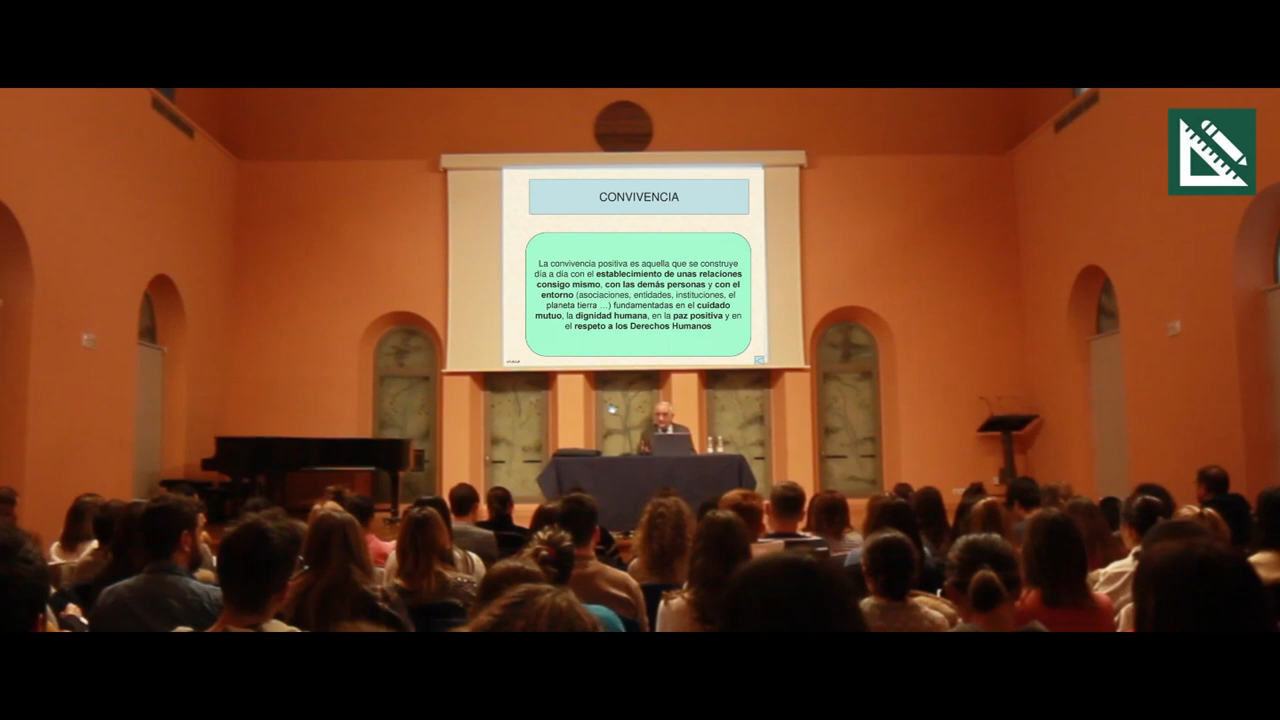 CONVIVENCIA
La convivencia positiva es aquella que se construye
día a día con el establecimiento de unas relaciones
consigo mismo, con las demás personas y con el
entorno (asociaciones, entidades, instituciones, el
planeta tierra ...) fundamentadas en el cuidado
mutuo, la dignidad humana, en la paz positiva y en
el respeto a los Derechos Humanos